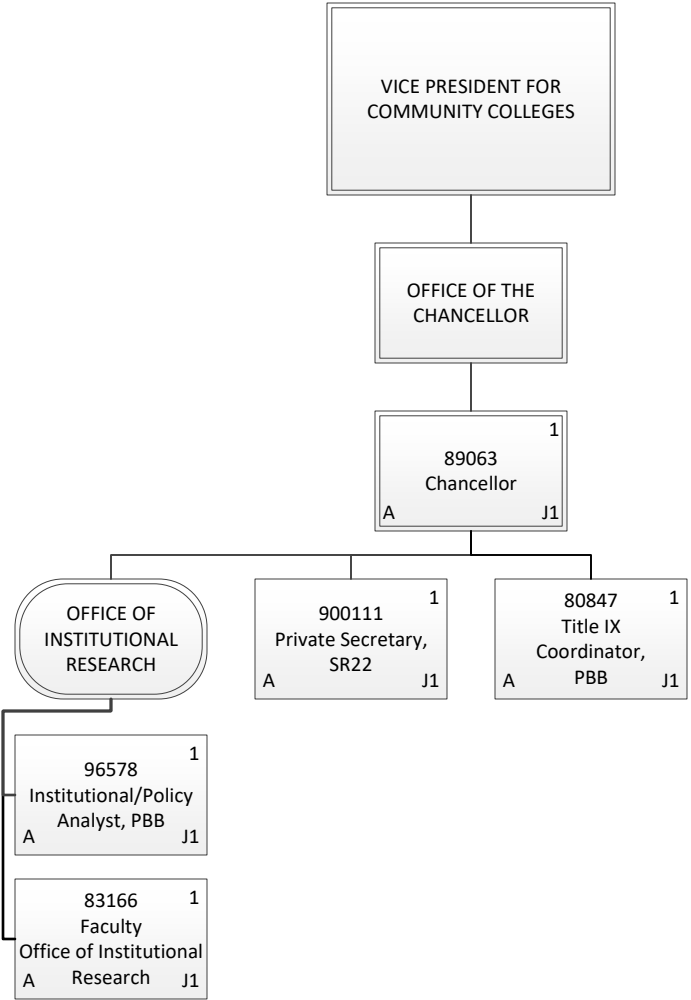 VICE PRESIDENT FOR
COMMUNITY COLLEGES
OFFICE OF THE
CHANCELLOR
1
89063
Chancellor
A J1
OFFICE OF
INSTITUTIONAL
RESEARCH
900111 1
Private Secretary,
SR22
A J1
80847 1
Title IX
Coordinator,
PBB
A J1
1
96578
Institutional/Policy
Analyst, PBB
A J1
83166 1
Faculty
Office of Institutional
Research
A J1